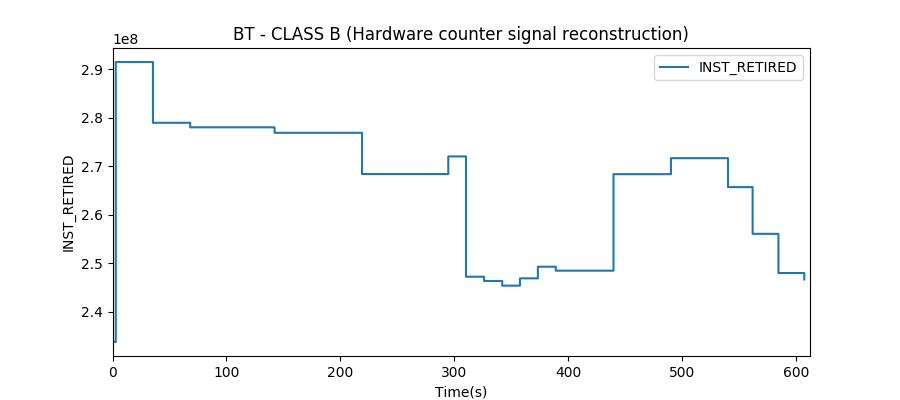 BT - CLASS B (Hardware counter signal reconstruction)
1e8
INST_RETIRED
2.9
2.8
2.7
2.6
2.5
2.4
INST_RETIRED
0 100 200 300 400 500 600
Time(s)